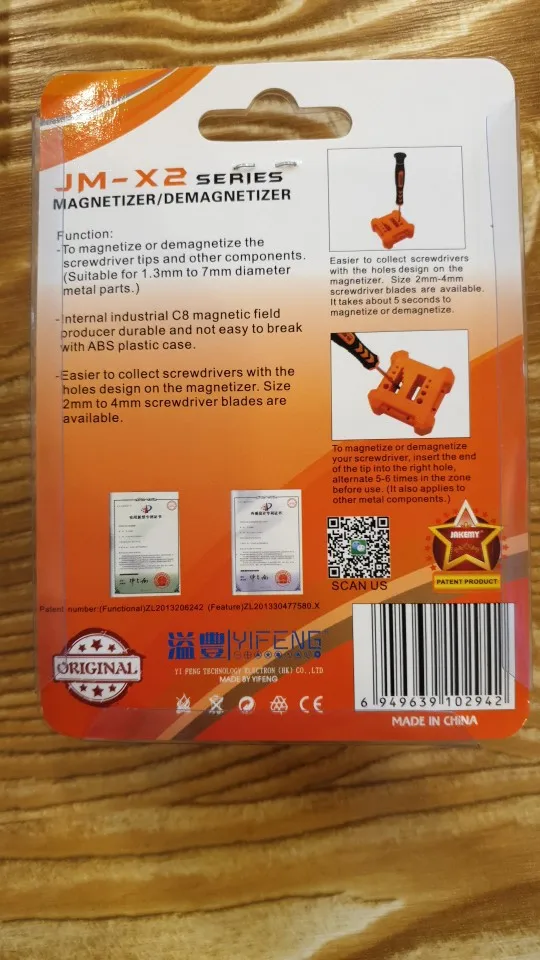 JM-X2 SERIES
MAGNETIZER/DEMAGNETIZER
Function:
-To magnetize or demagnetize the
screwdriver tips and other components.
(Suitable for 1.3mm to 7mm diameter
metal parts.)
-Internal industrial C8 magnetic field
producer durable and not easy to break
with ABS plastic case.
-Easier to collect screwdrivers with the
holes design on the magnetizer. Size
2mm to 4mm screwdriver blades are
available.
Easier to collect screwdrivers
with the holes design on the
magnetizer. Size 2mm-4mm
screwdriver blades are available.
It takes about 5 seconds to
magnetize or demagnetize.
To magnetize or demagnetize
your screwdriver, insert the end
of the tip into the right hole,
alternate 5-6 times in the zone
before use. (It also applies to
other metal components.)
SCAN US
JAKEMY
PATENT PRODUCT
Patent number:(Functional)ZL2013206242 (Feature)ZL201330477580.X
ORIGINAL
溢豐 YIFENG
YI FENG TECHNOLOGY ELECTRON (HK) CO.,LTD
MADE BY YIFENG
CE
6 949639 102942
MADE IN CHINA